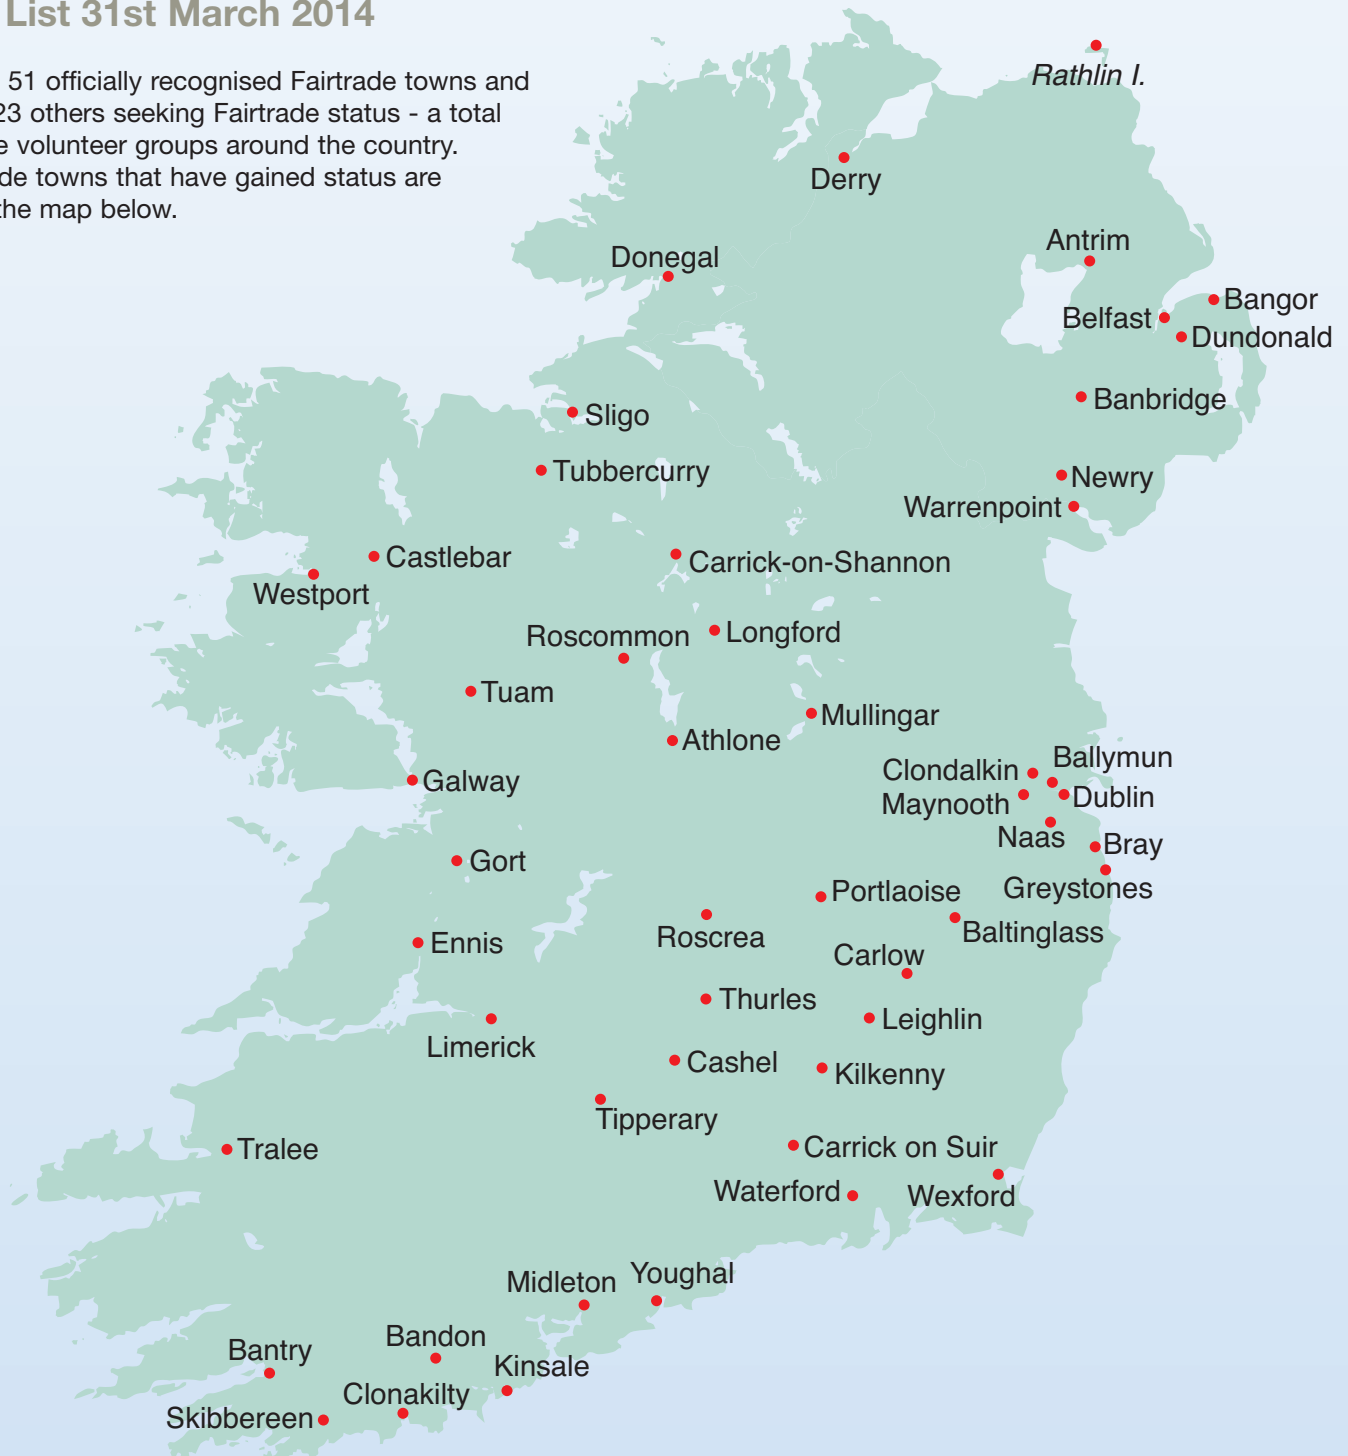 List 31st March 2014
51 officially recognised Fairtrade towns and
23 others seeking Fairtrade status - a total
e volunteer groups around the country.
de towns that have gained status are
the map below.
Rathlin I.
Derry
Antrim
Donegal
Bangor
Belfast
Dundonald
Banbridge
Sligo
Tubbercurry
Newry
Warrenpoint
Castlebar
Carrick-on-Shannon
Westport
Longford
Roscommon
Tuam
Mullingar
Athlone
Ballymun
Clondalkin
Galway
Dublin
Maynooth
Naas
Bray
Gort
Greystones
Portlaoise
Baltinglass
Roscrea
Ennis
Carlow
Thurles
Leighlin
Limerick
Cashel
Kilkenny
Tipperary
Carrick on Suir
Tralee
Waterford
Wexford
Youghal
Midleton
Bandon
Bantry
Kinsale
Clonakilty
Skibbereen